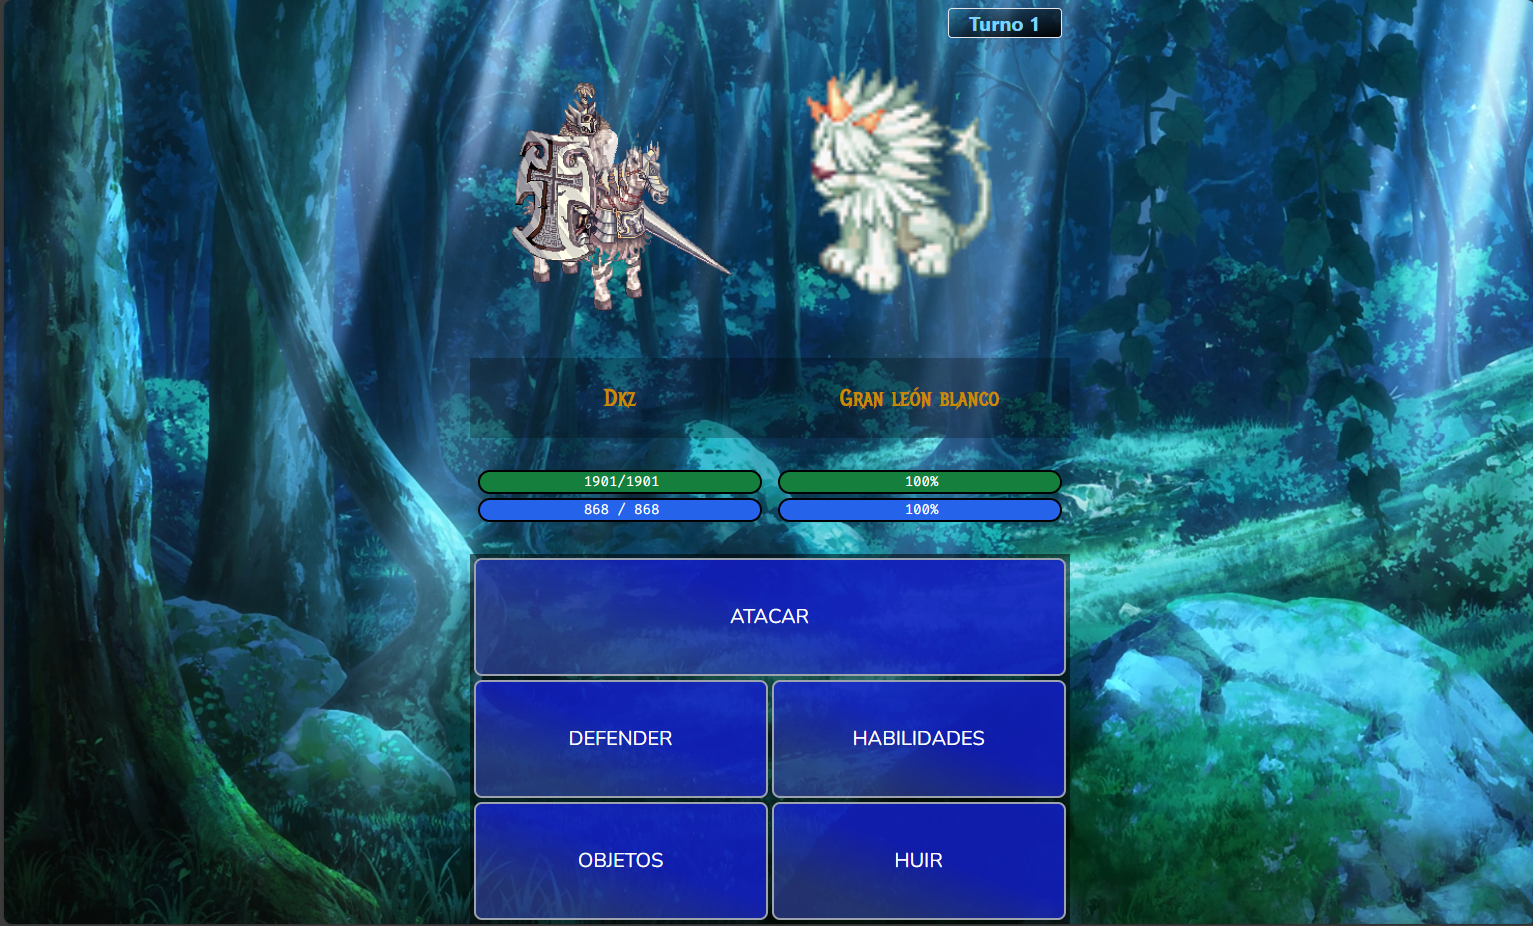 Turno 1
Dkz
Gran león blanco
1901/1901
100%
868 / 868
100%
ATACAR
DEFENDER
HABILIDADES
OBJETOS
HUIR